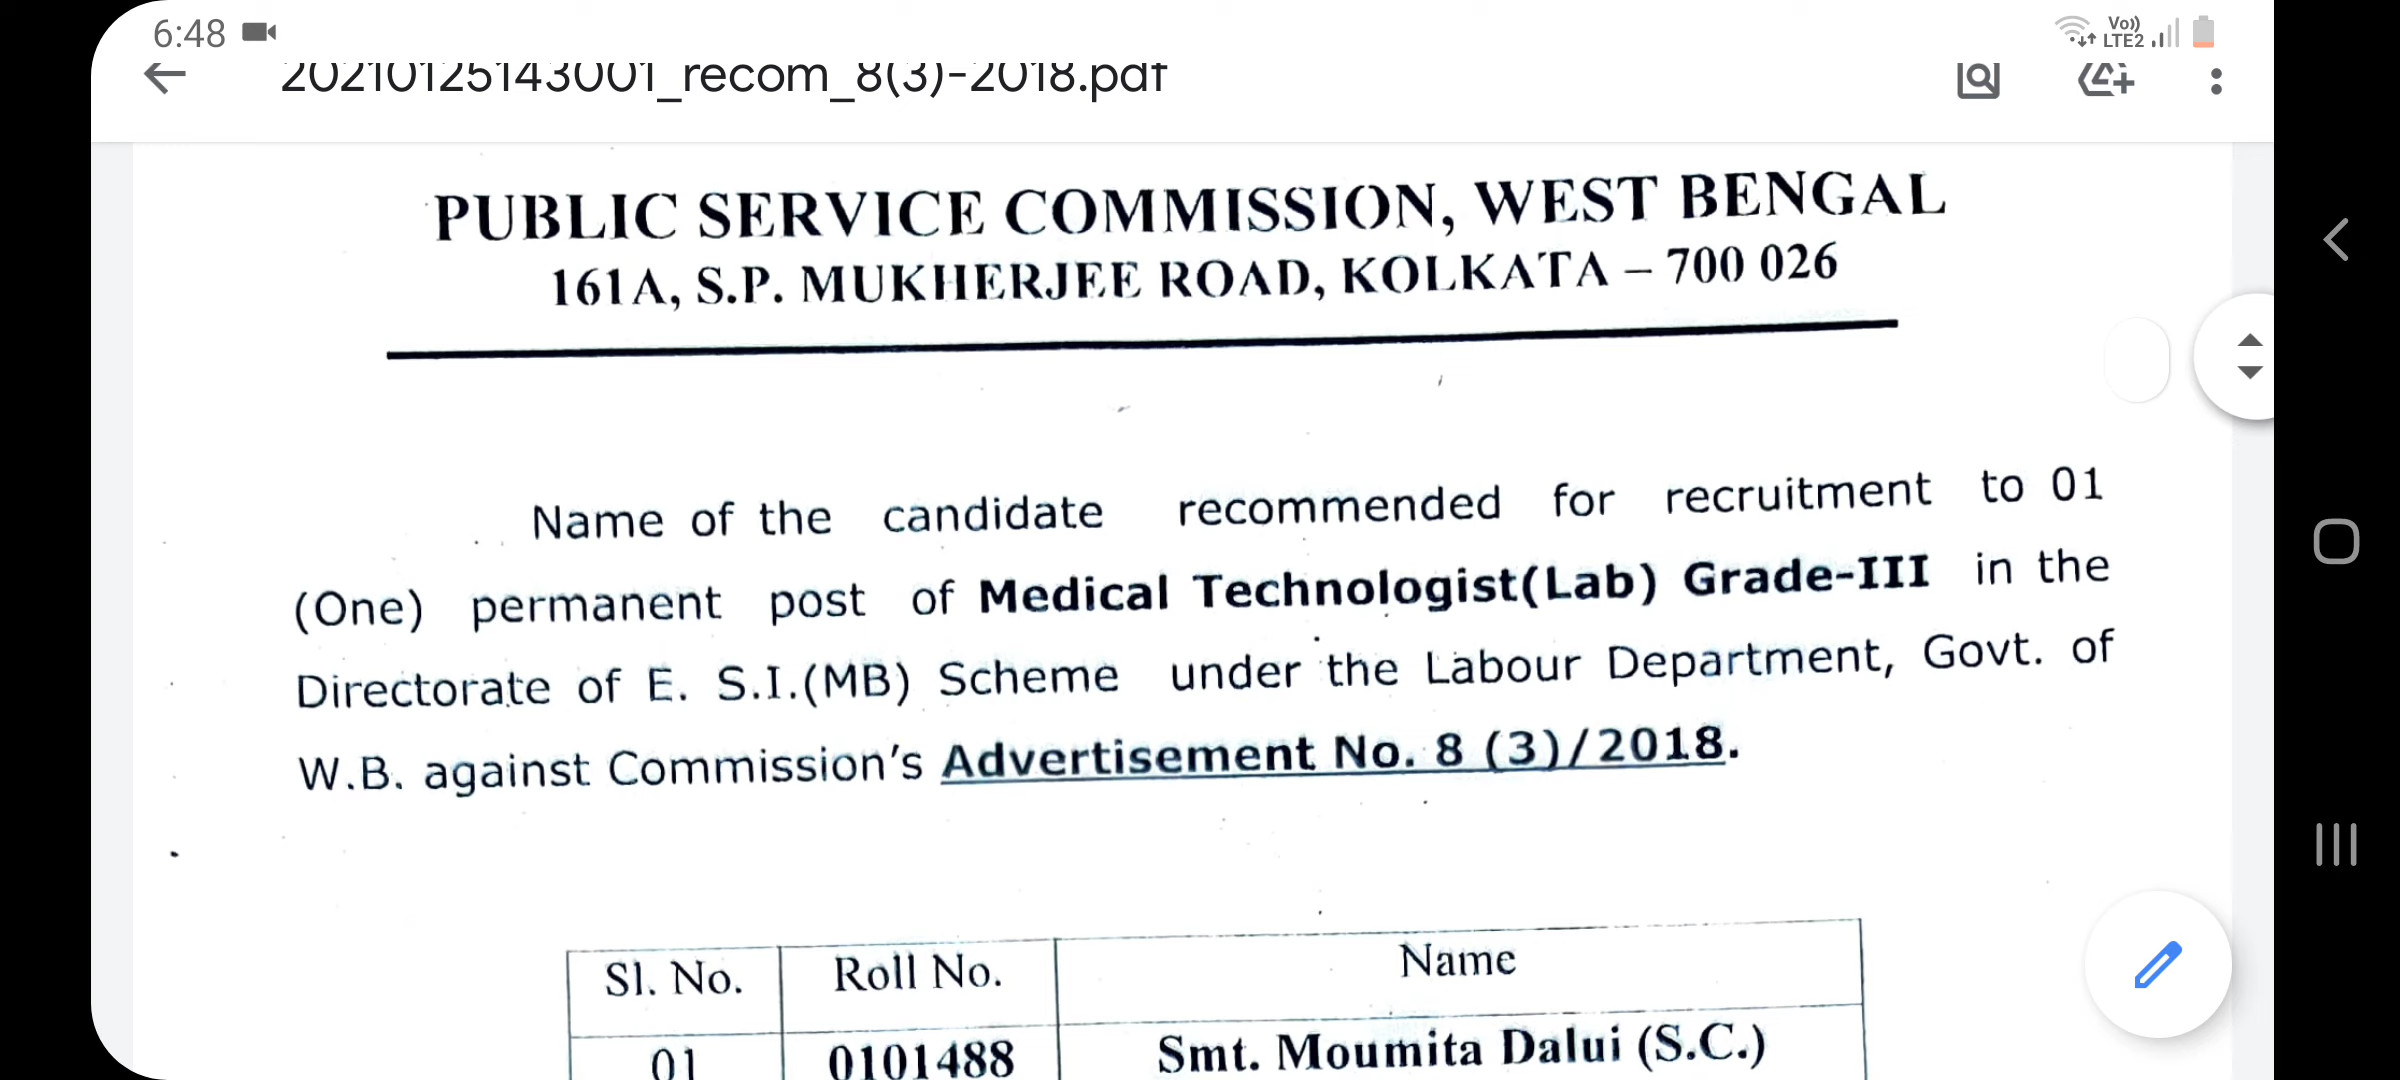 6:48
Vo)) LTE2
20210125143001_recom_8(3)-2018.pdf
PUBLIC SERVICE COMMISSION, WEST BENGAL
161A, S.P. MUKHERJEE ROAD, KOLKATA – 700 026
Name of the candidate recommended for recruitment to 01
(One) permanent post of Medical Technologist(Lab) Grade-III in the
Directorate of E. S.I.(MB) Scheme under the Labour Department, Govt. of
W.B. against Commission's Advertisement No. 8 (3)/2018.
Sl. No. Roll No. Name
01 0101488 Smt. Moumita Dalui (S.C.)